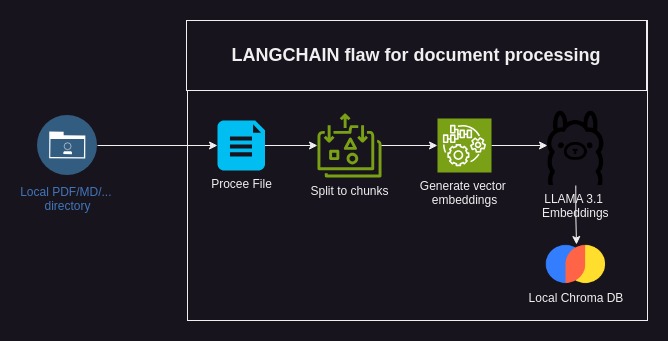 LANGCHAIN flaw for document processing
Local PDF/MD/...
directory
Procee File
Split to chunks
Generate vector
embeddings
LLAMA 3.1
Embeddings
Local Chroma DB